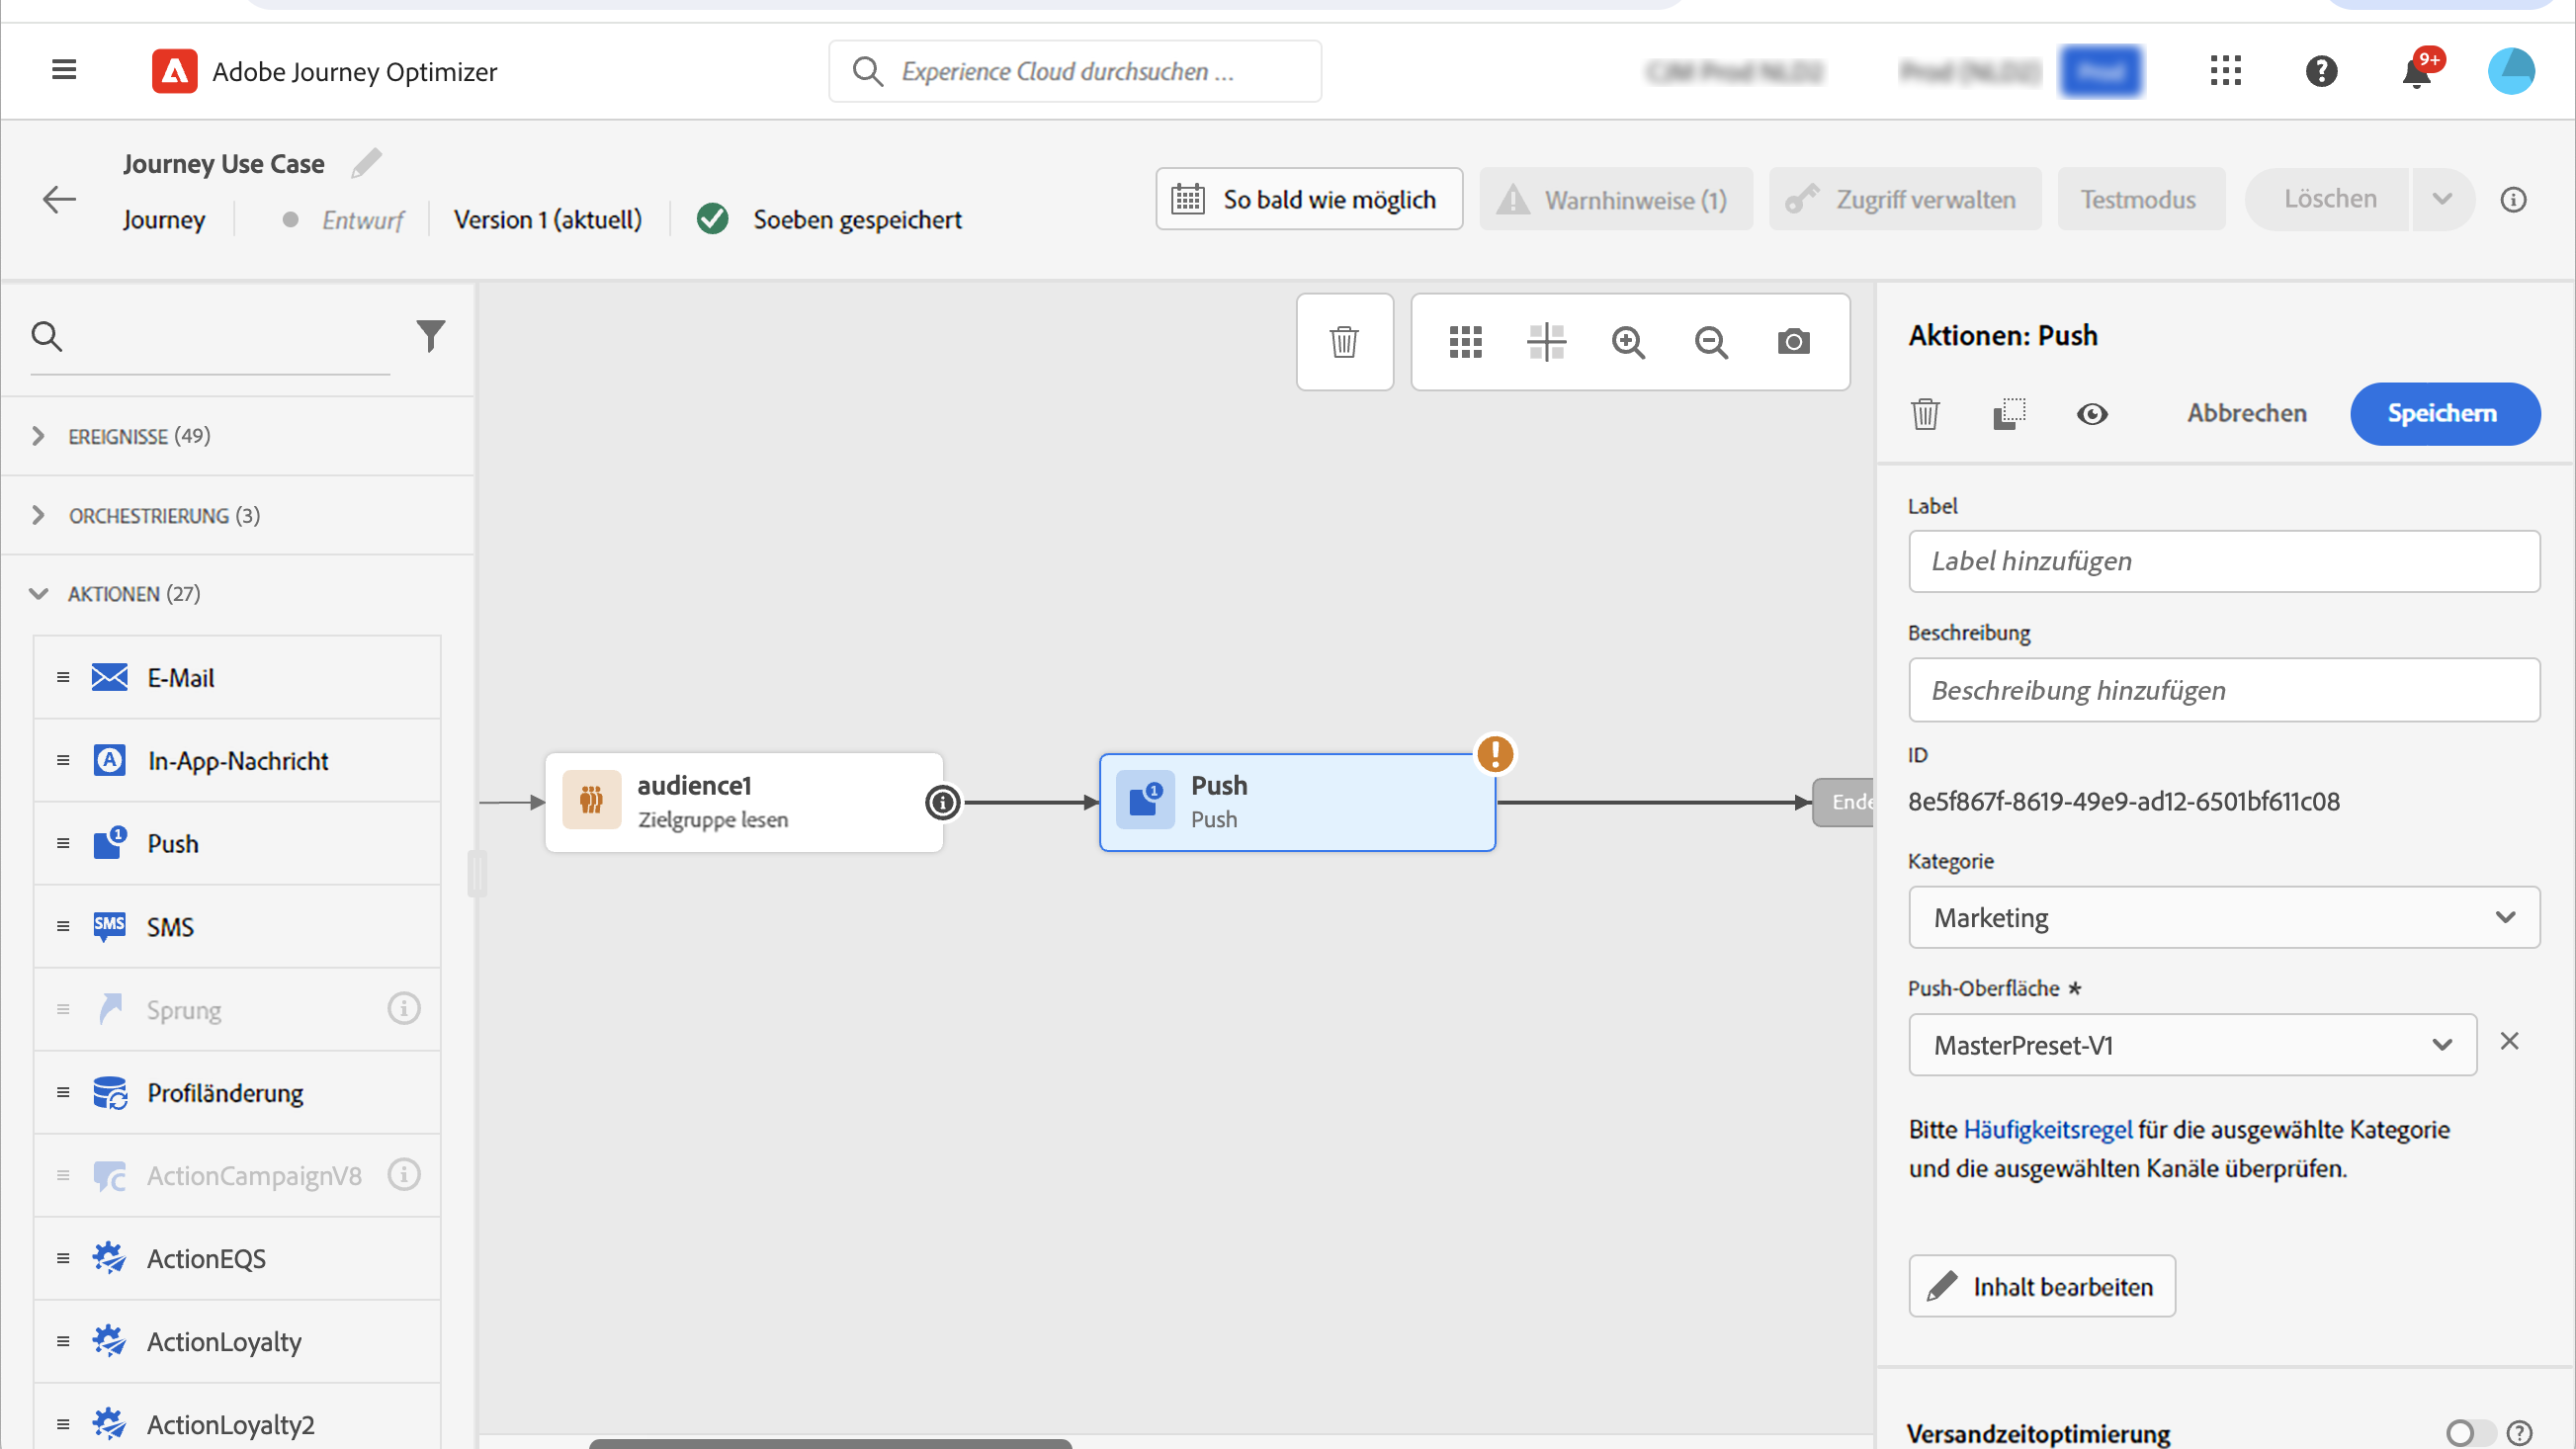 Adobe Journey Optimizer
Experience Cloud durchsuchen ...
9+
Journey Use Case
Journey
Entwurf
Version 1 (aktuell)
Soeben gespeichert
So bald wie möglich
Warnhinweise (1)
Zugriff verwalten
Testmodus
Löschen
EREIGNISSE (49)
ORCHESTRIERUNG (3)
AKTIONEN (27)
E-Mail
In-App-Nachricht
Push
SMS
SMS
Sprung
Profiländerung
ActionCampaignV8
ActionEQS
ActionLoyalty
ActionLoyalty2
audience1
Zielgruppe lesen
Push
Push
Ende
Aktionen: Push
Abbrechen
Speichern
Label
Label hinzufügen
Beschreibung
Beschreibung hinzufügen
ID
8e5f867f-8619-49e9-ad12-6501bf611c08
Kategorie
Marketing
Push-Oberfläche *
MasterPreset-V1
Bitte Häufigkeitsregel für die ausgewählte Kategorie
und die ausgewählten Kanäle überprüfen.
Inhalt bearbeiten
Versandzeitoptimierung